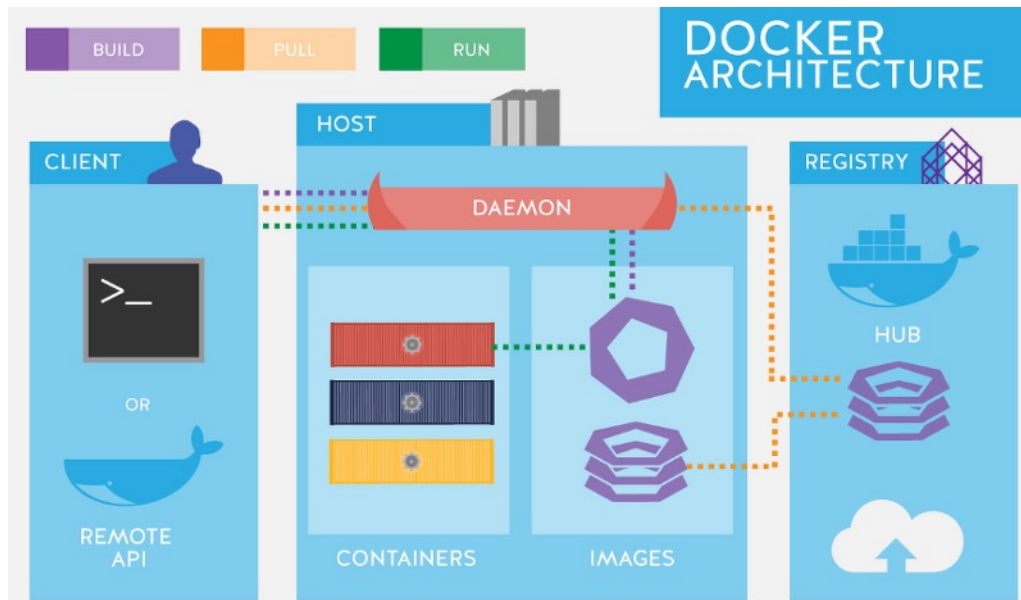 BUILD
PULL
RUN
DOCKER
ARCHITECTURE
CLIENT
>_
OR
REMOTE
API
HOST
DAEMON
CONTAINERS
IMAGES
REGISTRY
HUB